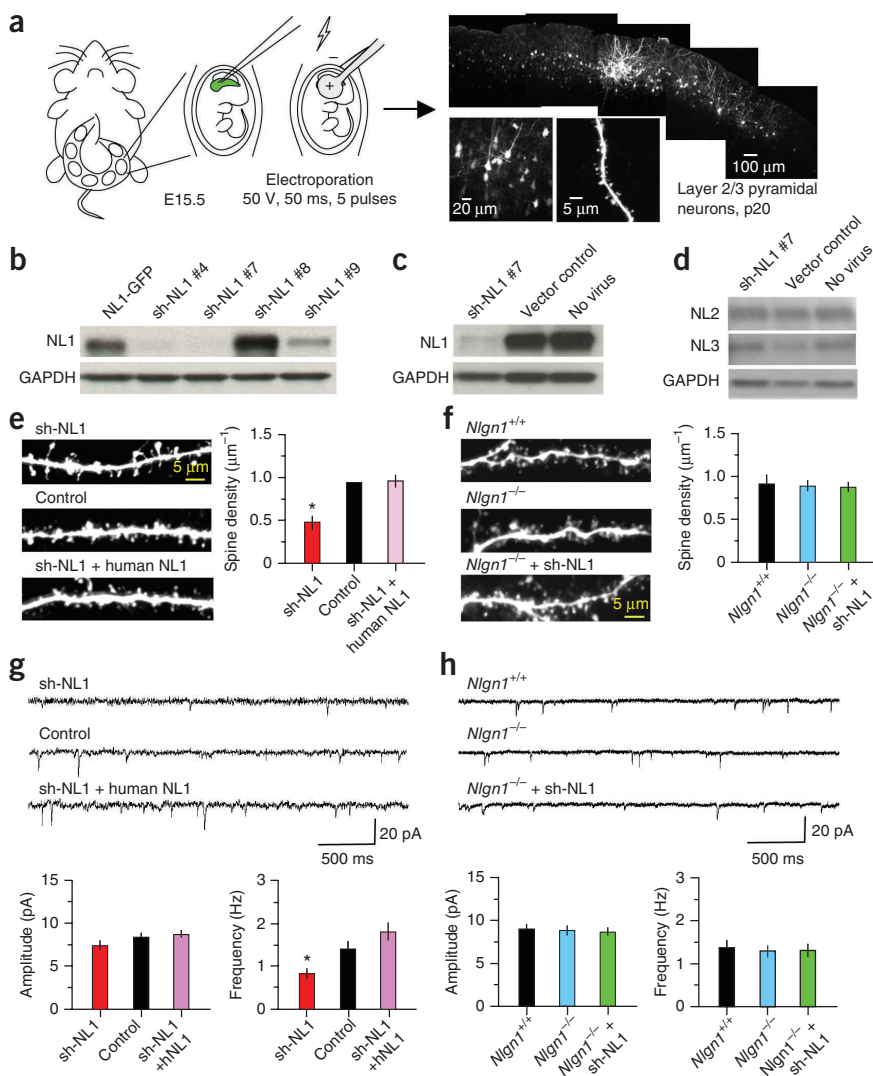 a
E15.5
Electroporation
50 V, 50 ms, 5 pulses
−
+
20 μm
5 μm
100 μm
Layer 2/3 pyramidal
neurons, p20
b
NL1-GFP
sh-NL1 #4
sh-NL1 #7
sh-NL1 #8
sh-NL1 #9
NL1
GAPDH
c
sh-NL1 #7
Vector control
No virus
NL1
GAPDH
d
sh-NL1 #7
Vector control
No virus
NL2
NL3
GAPDH
e
sh-NL1
5 μm
Control
sh-NL1 + human NL1
Spine density (μm⁻¹)
1.5
1.0
0.5
0
*
sh-NL1
Control
sh-NL1 +
human NL1
f
Nlgn1+/+
Nlgn1−/−
Nlgn1−/− + sh-NL1
5 μm
Spine density (μm⁻¹)
1.5
1.0
0.5
0
Nlgn1+/+
Nlgn1−/−
Nlgn1−/− +
sh-NL1
g
sh-NL1
Control
sh-NL1 + human NL1
20 pA
500 ms
Amplitude (pA)
15
10
5
0
sh-NL1
Control
sh-NL1
+hNL1
Frequency (Hz)
3
2
1
0
*
sh-NL1
Control
sh-NL1
+hNL1
h
Nlgn1+/+
Nlgn1−/−
Nlgn1−/− + sh-NL1
20 pA
500 ms
Amplitude (pA)
15
10
5
0
Nlgn1+/+
Nlgn1−/−
Nlgn1−/− +
sh-NL1
Frequency (Hz)
3
2
1
0
Nlgn1+/+
Nlgn1−/−
Nlgn1−/− +
sh-NL1